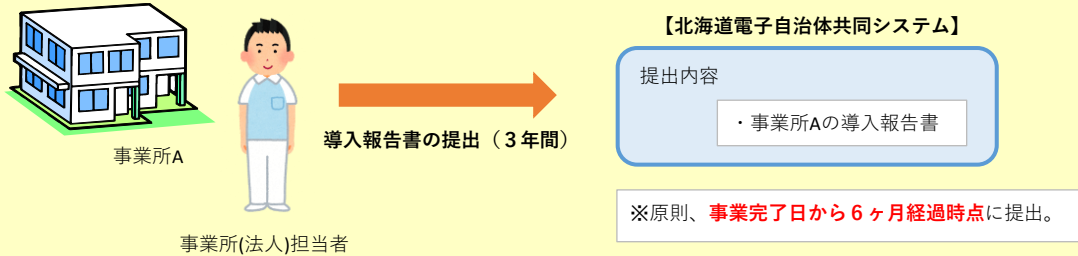 【北海道電子自治体共同システム】
提出内容
・事業所Aの導入報告書
事業所A
導入報告書の提出（３年間）
※原則、事業完了日から６ヶ月経過時点に提出。
事業所(法人)担当者